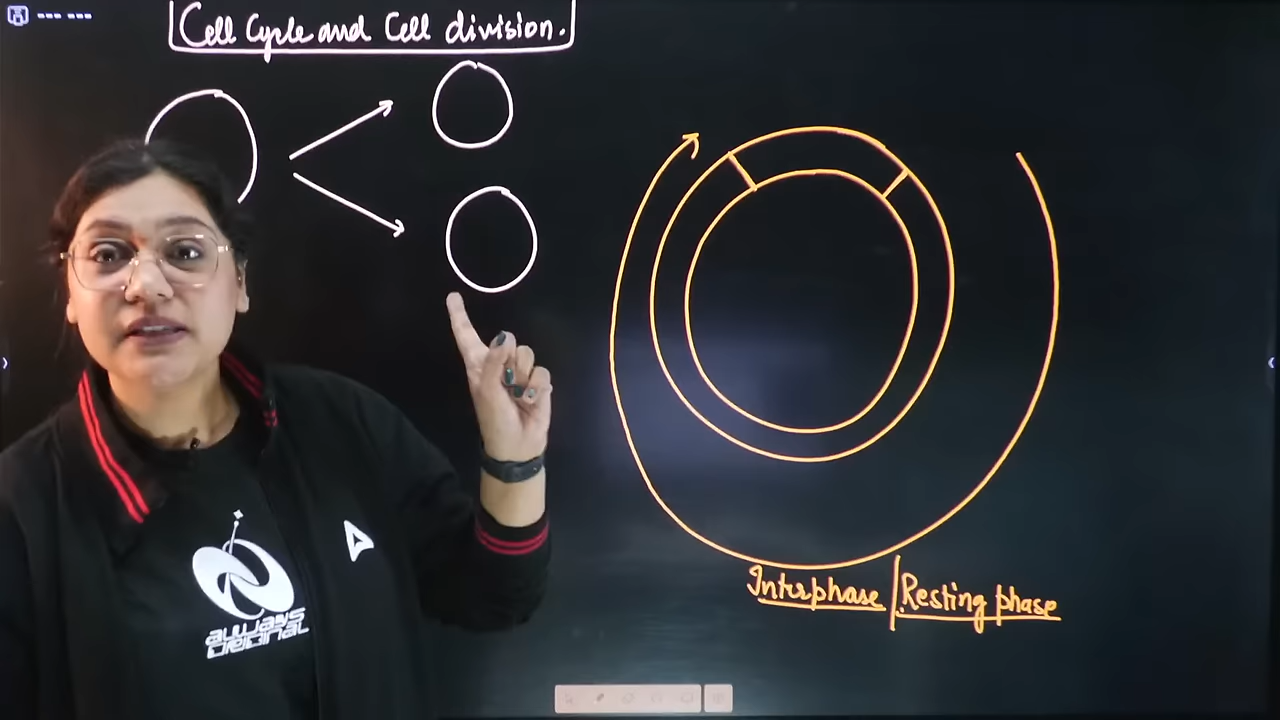 Cell Cycle and Cell division.
Interphase | Resting phase
always
original